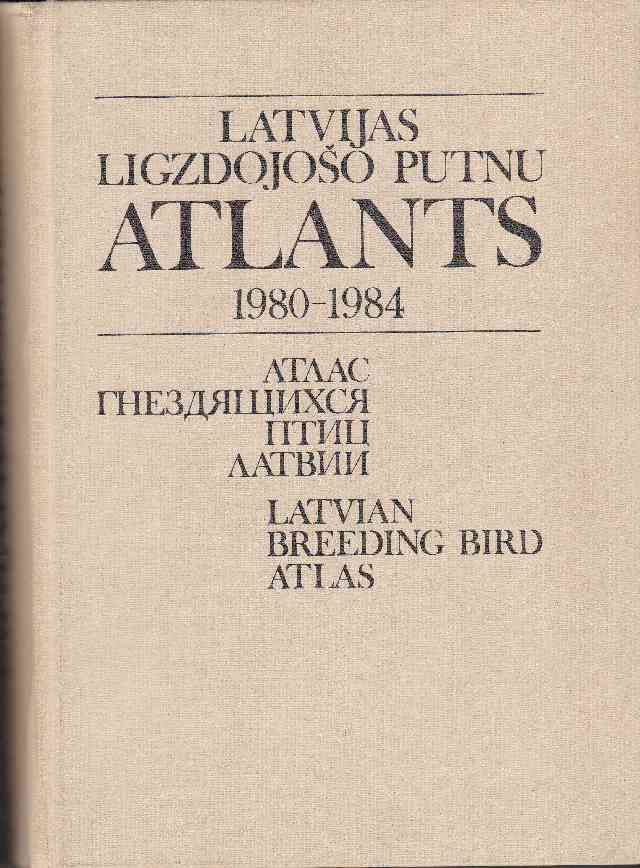 LATVIJAS
LIGZDOJOŠO PUTNU
ATLANTS
1980-1984
АТЛАС
ГНЕЗДЯЩИХСЯ
ПТИЦ
ЛАТВИИ
LATVIAN
BREEDING BIRD
ATLAS